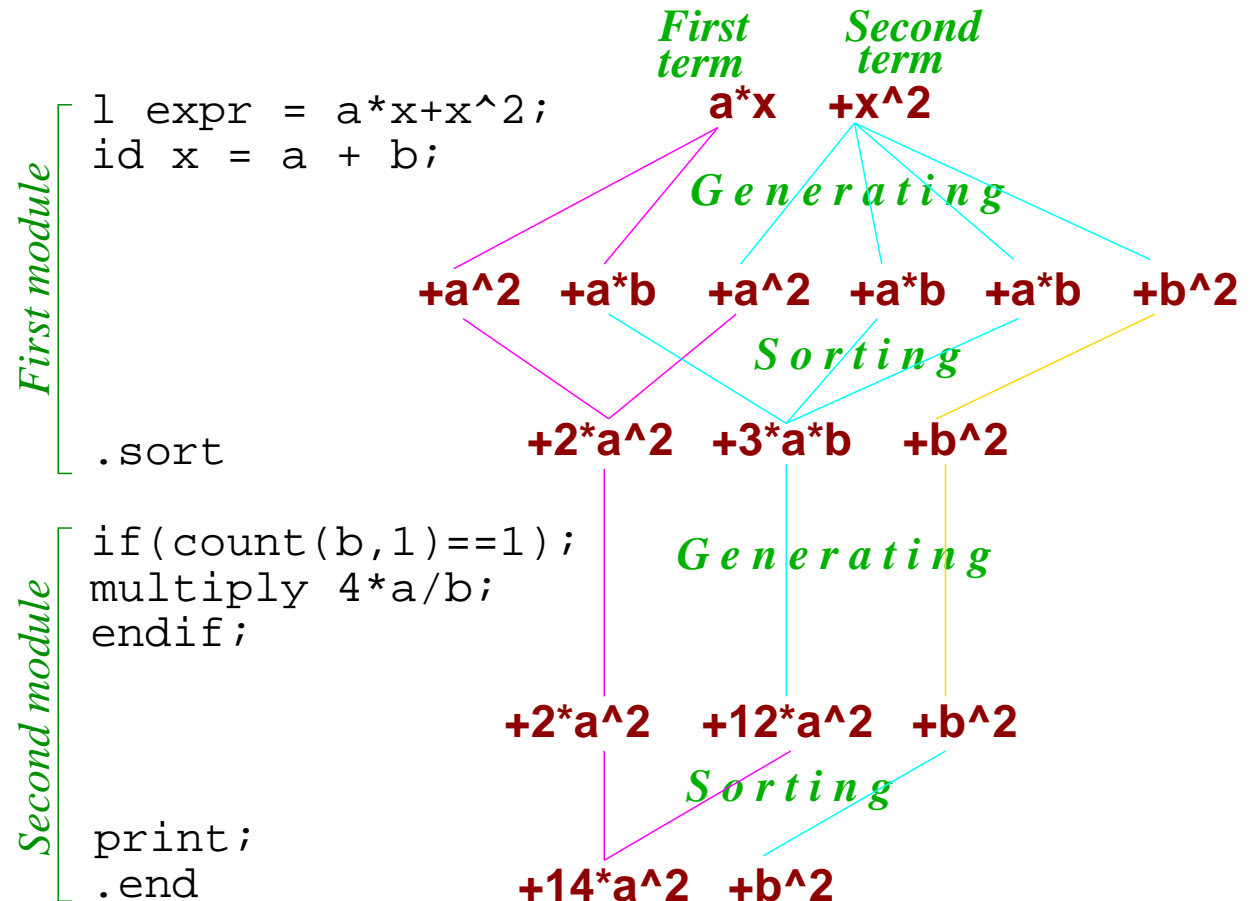 First Second
term term
l expr = a*x+x^2; a*x +x^2
id x = a + b;
Generating
First module
+a^2 +a*b +a^2 +a*b +a*b +b^2
Sorting
.sort +2*a^2 +3*a*b +b^2
if(count(b,1)==1); Generating
multiply 4*a/b;
endif;
Second module
+2*a^2 +12*a^2 +b^2
Sorting
print;
.end +14*a^2 +b^2